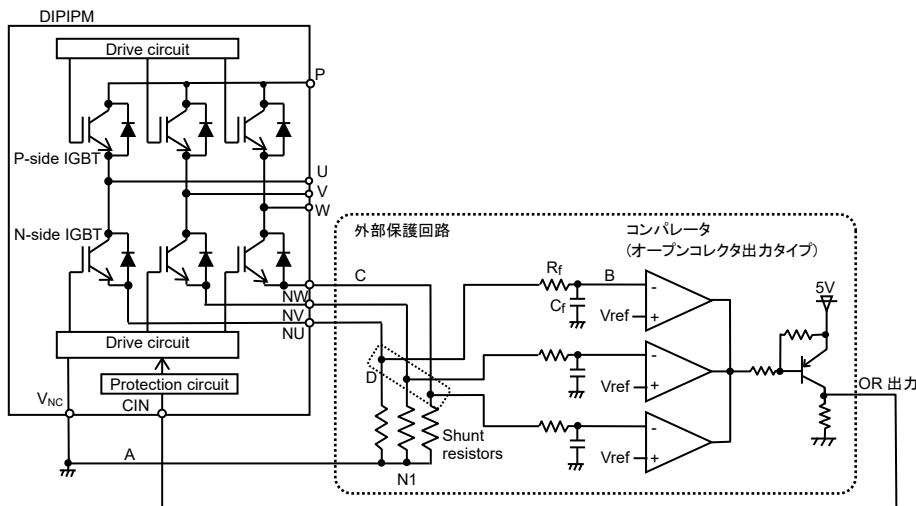 DIPIPM
Drive circuit
P
P-side IGBT
U
V
W
N-side IGBT
NW
NV
NU
Drive circuit
Protection circuit
VNC
CIN
A
外部保護回路
コンパレータ
(オープンコレクタ出力タイプ)
C
Rf
B
Cf
5V
-
Vref
+
-
Vref
+
-
Vref
+
D
OR 出力
Shunt
resistors
N1